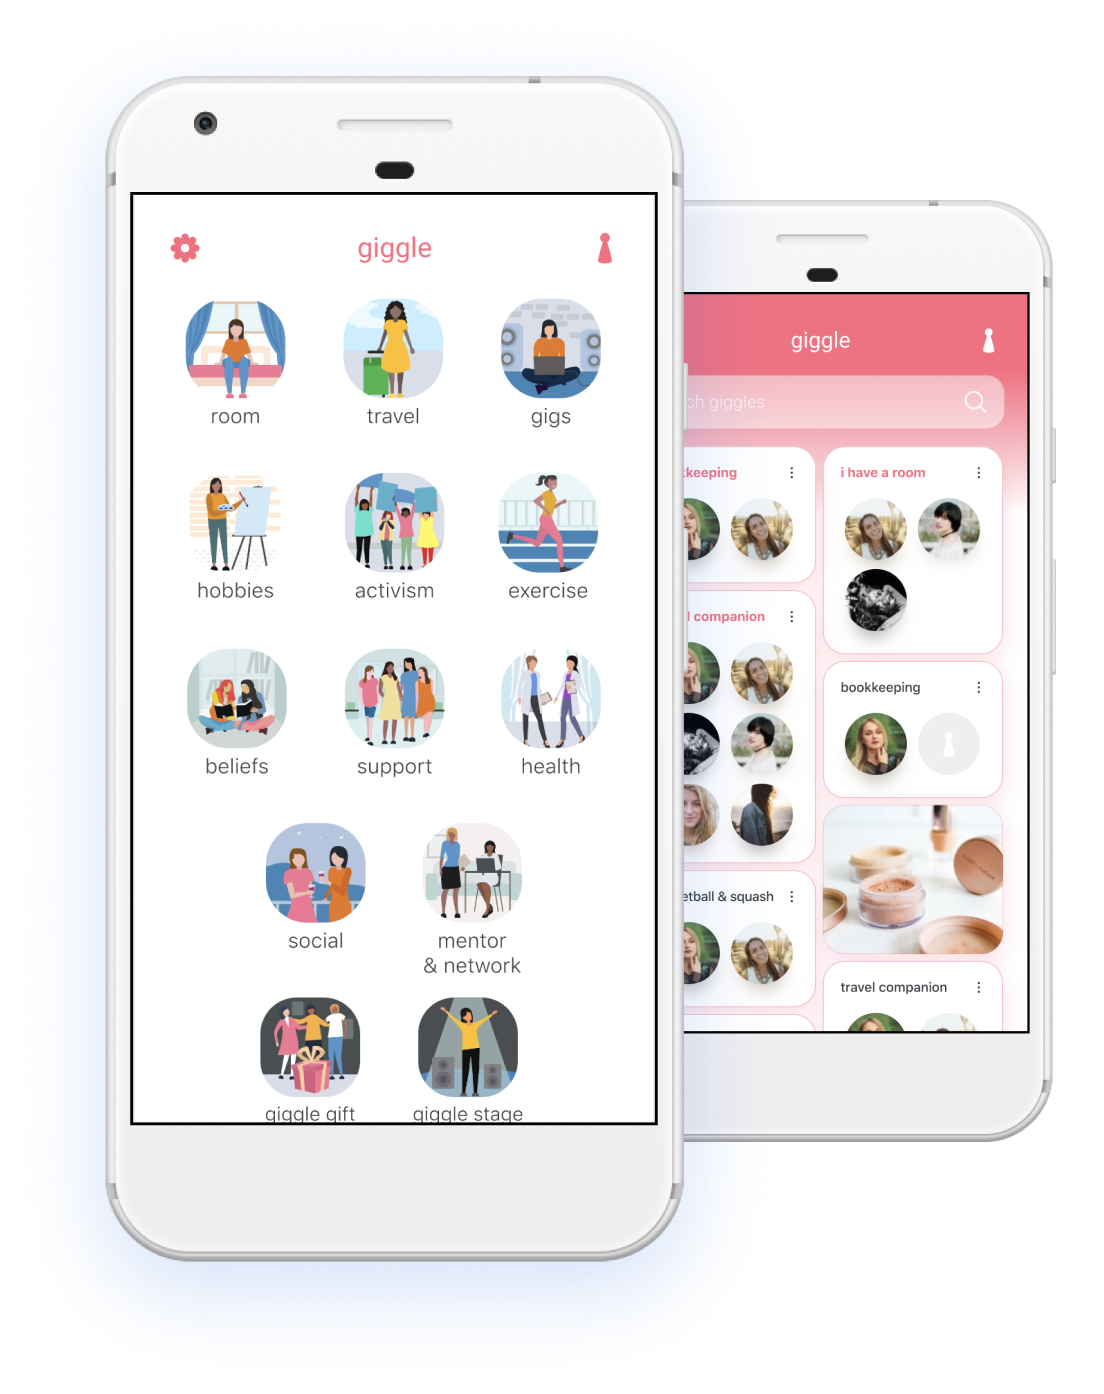 giggle
room
travel
gigs
hobbies
activism
exercise
beliefs
support
health
social
mentor
& network
giggle gift
giggle stage
giggle
ch giggles
keeping
i have a room
companion
bookkeeping
etball & squash
travel companion